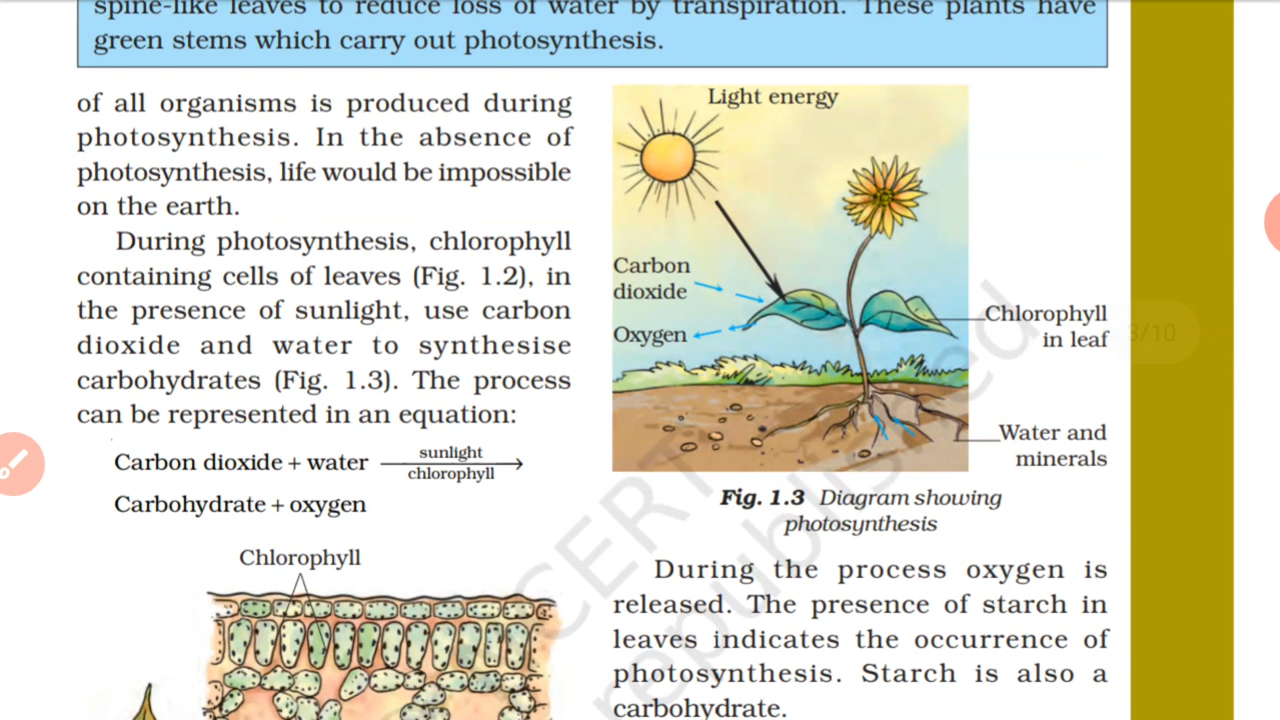 spine-like leaves to reduce loss of water by transpiration. These plants have
green stems which carry out photosynthesis.
of all organisms is produced during
photosynthesis. In the absence of
photosynthesis, life would be impossible
on the earth.
During photosynthesis, chlorophyll
containing cells of leaves (Fig. 1.2), in
the presence of sunlight, use carbon
dioxide and water to synthesise
carbohydrates (Fig. 1.3). The process
can be represented in an equation:
Carbon dioxide + water sunlight
chlorophyll
Carbohydrate + oxygen
Chlorophyll
Light energy
Carbon
dioxide
Oxygen
Chlorophyll
in leaf
Water and
minerals
Fig. 1.3 Diagram showing
photosynthesis
During the process oxygen is
released. The presence of starch in
leaves indicates the occurrence of
photosynthesis. Starch is also a
carbohydrate.
3/10
CERT
republished